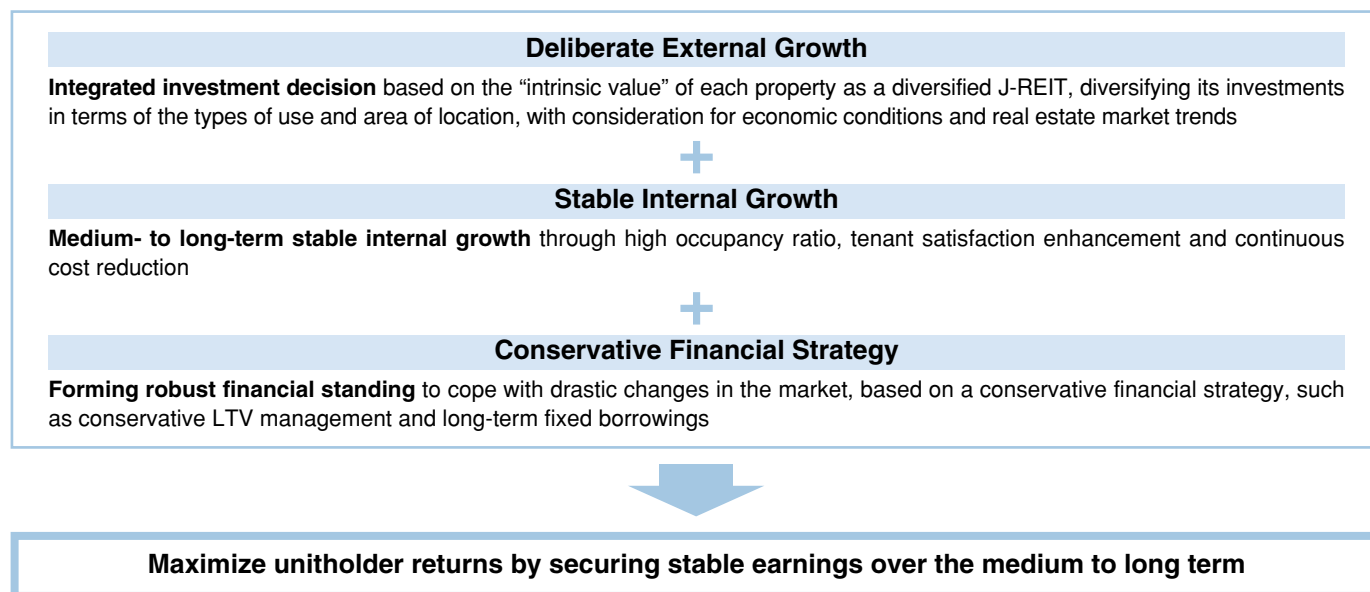 Deliberate External Growth
Integrated investment decision based on the “intrinsic value” of each property as a diversified J-REIT, diversifying its investments
in terms of the types of use and area of location, with consideration for economic conditions and real estate market trends
+
Stable Internal Growth
Medium- to long-term stable internal growth through high occupancy ratio, tenant satisfaction enhancement and continuous
cost reduction
+
Conservative Financial Strategy
Forming robust financial standing to cope with drastic changes in the market, based on a conservative financial strategy, such
as conservative LTV management and long-term fixed borrowings
Maximize unitholder returns by securing stable earnings over the medium to long term